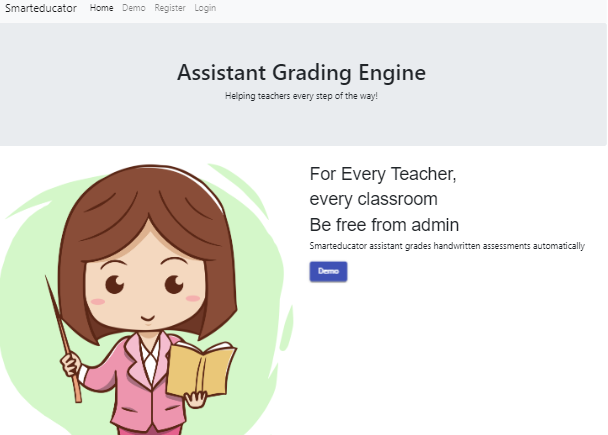 Smarteducator Home Demo Register Login
Assistant Grading Engine
Helping teachers every step of the way!
For Every Teacher,
every classroom
Be free from admin
Smarteducator assistant grades handwritten assessments automatically
Demo